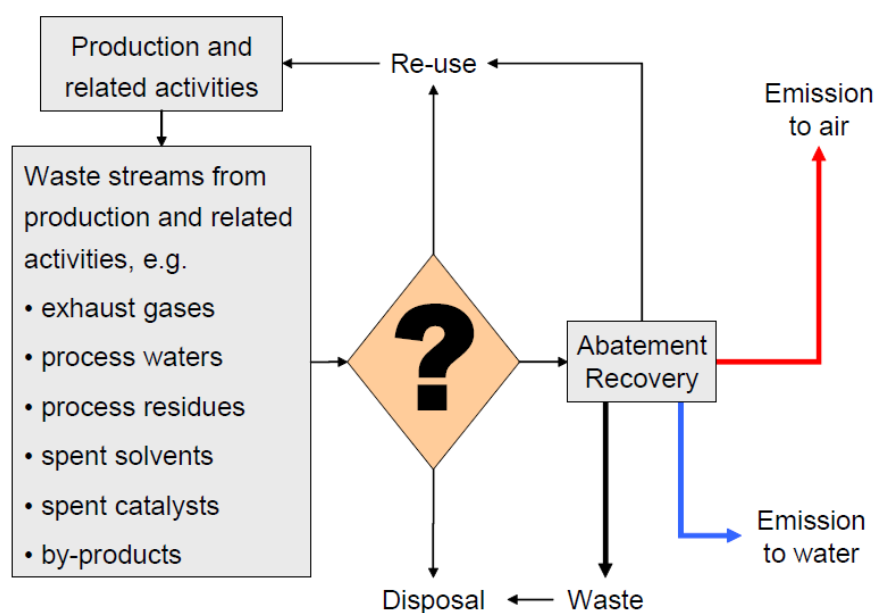 Production and
related activities
Re-use
Emission
to air
Waste streams from
production and related
activities, e.g.
• exhaust gases
• process waters
• process residues
• spent solvents
• spent catalysts
• by-products
?
Abatement
Recovery
Emission
to water
Disposal
Waste